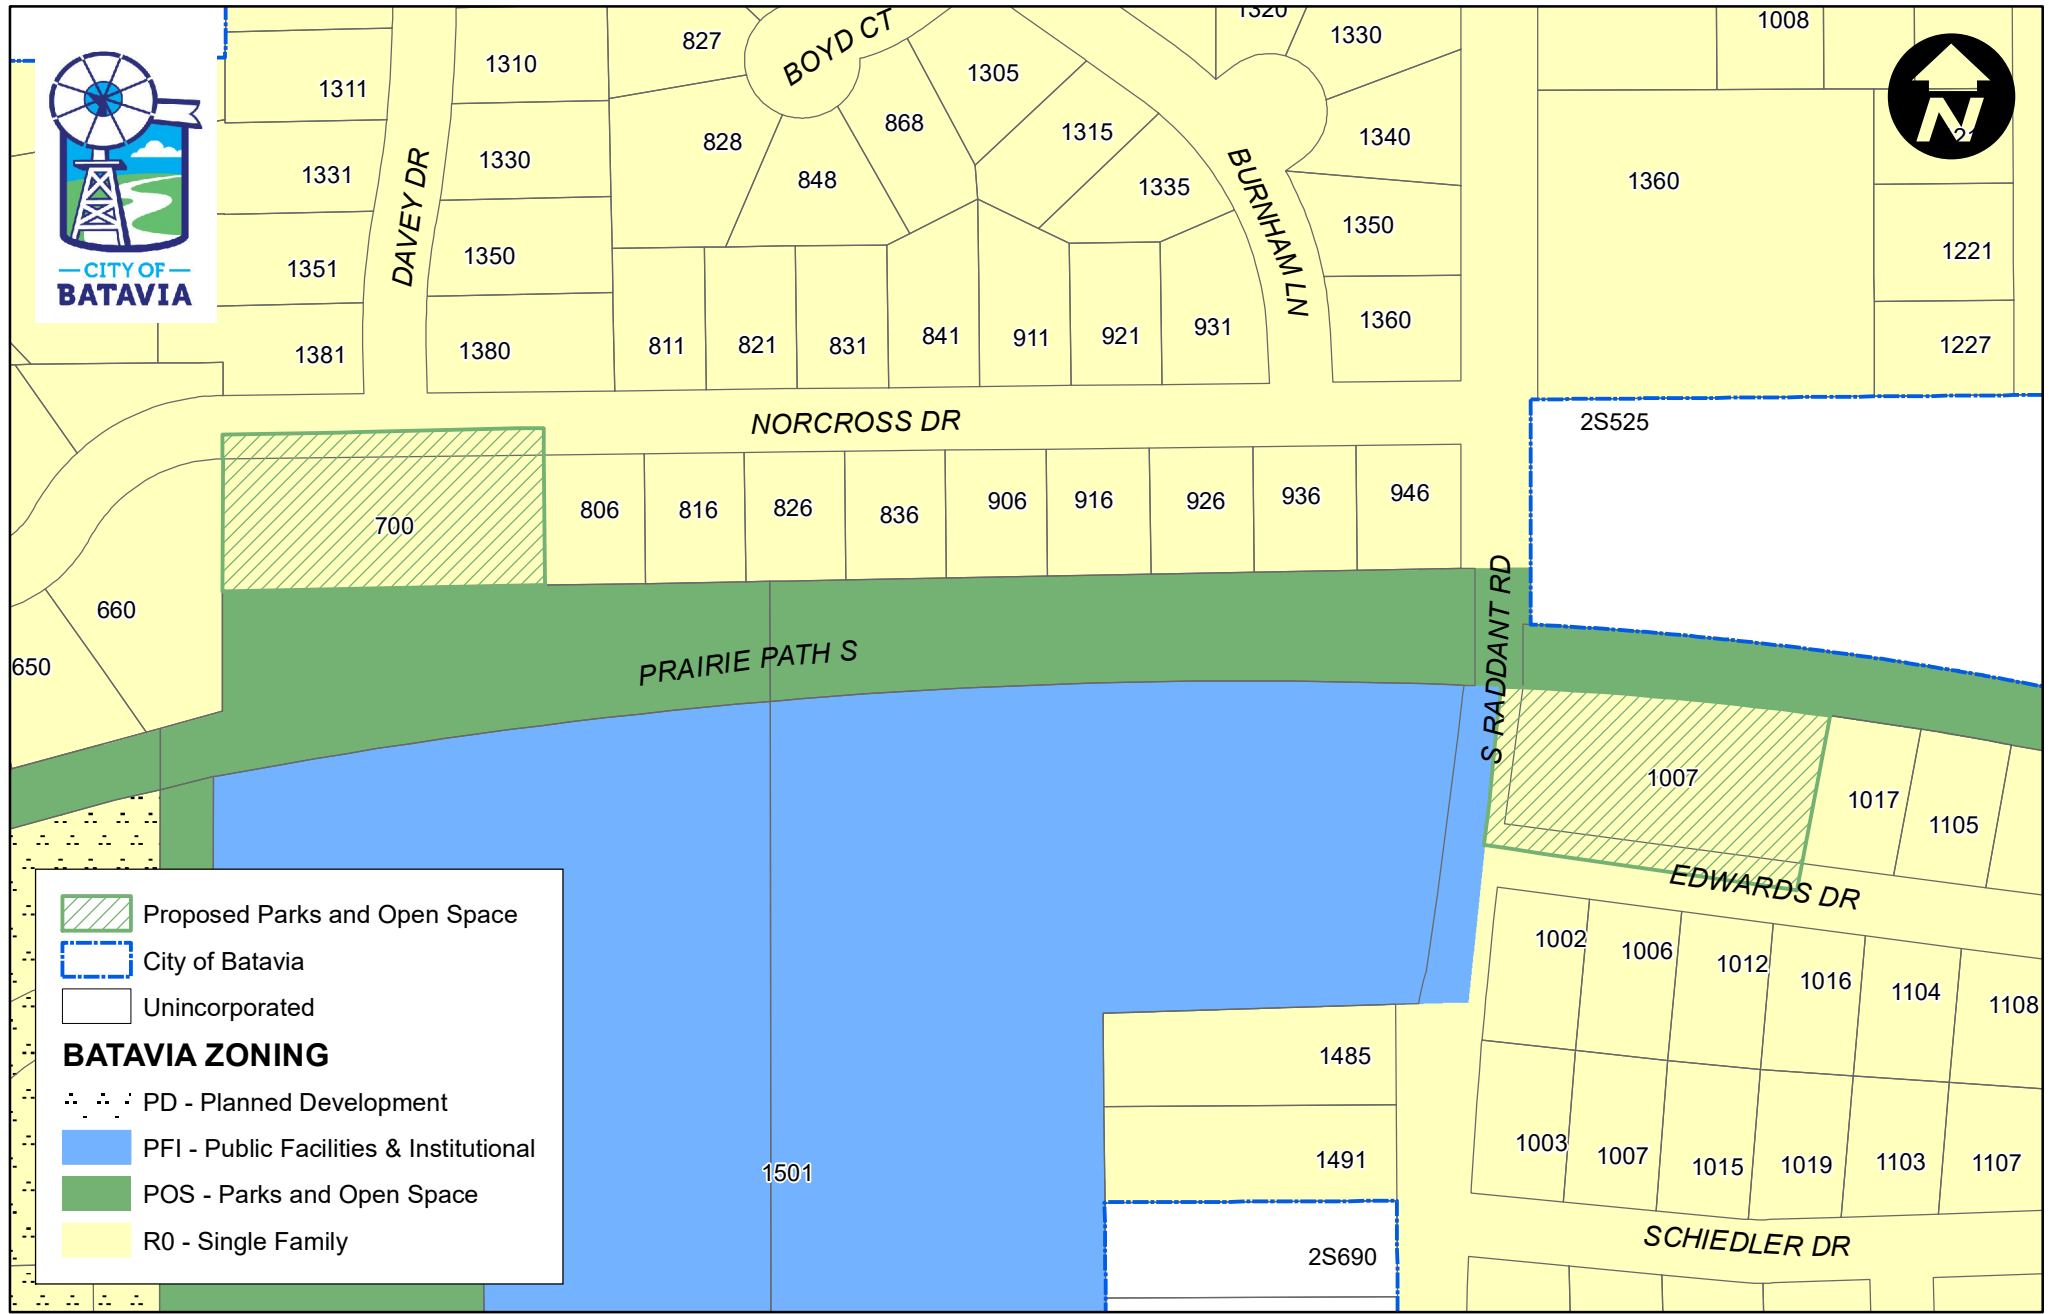 1320
1008
827
BOYD CT
1330
1310
1305
1311
868
1315
1340
828
1330
DAVEY DR
BURNHAM LN
1331
848
1335
1360
N
1350
1351
1350
1221
CITY OF
BATAVIA
1360
1381
1380
811
821
831
841
911
921
931
1227
NORCROSS DR
2S525
700
806
816
826
836
906
916
926
936
946
660
650
PRAIRIE PATH S
S RADDANT RD
1007
1017
1105
EDWARDS DR
1002
1006
1012
1016
1104
1108
1485
1491
1003
1007
1015
1019
1103
1107
1501
SCHIEDLER DR
2S690
Proposed Parks and Open Space
City of Batavia
Unincorporated
BATAVIA ZONING
PD - Planned Development
PFI - Public Facilities & Institutional
POS - Parks and Open Space
R0 - Single Family